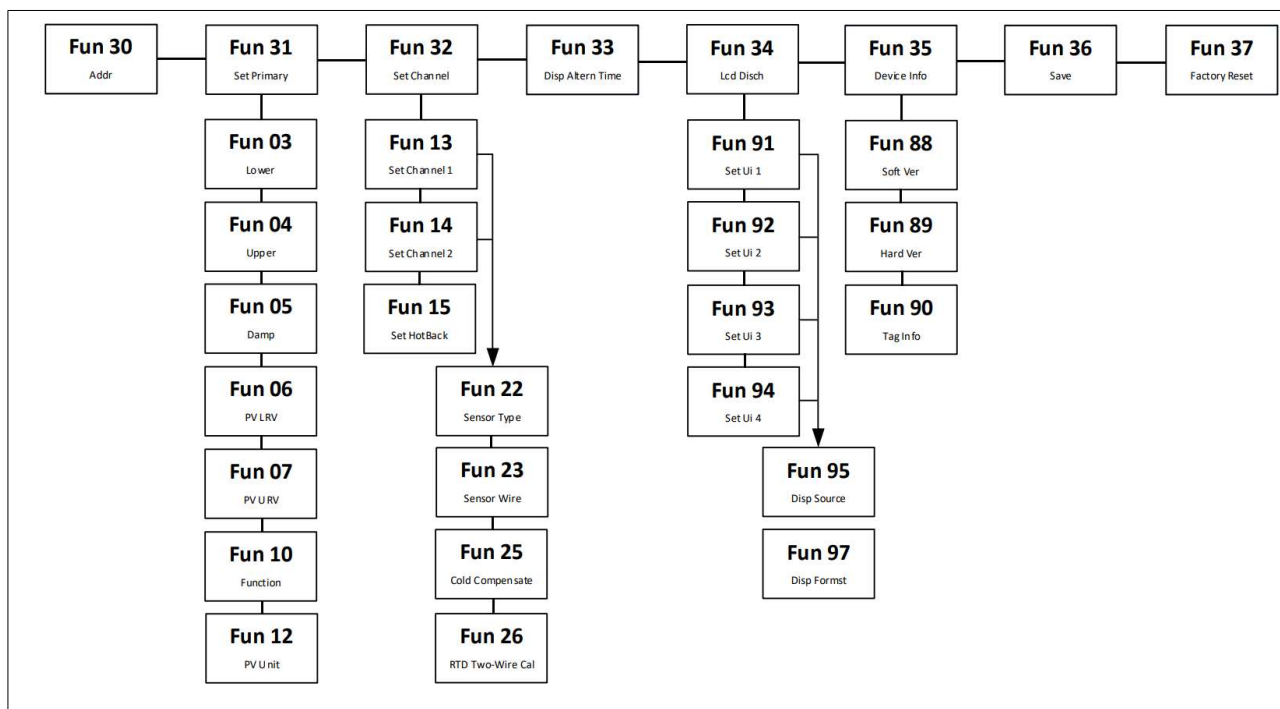 Fun 30
Addr
Fun 31
Set Primary
Fun 32
Set Channel
Fun 33
Disp Altern Time
Fun 34
Lcd Disch
Fun 35
Device Info
Fun 36
Save
Fun 37
Factory Reset
Fun 03
Lower
Fun 04
Upper
Fun 05
Damp
Fun 06
PV LRV
Fun 07
PV URV
Fun 10
Function
Fun 12
PV Unit
Fun 13
Set Channel 1
Fun 14
Set Channel 2
Fun 15
Set HotBack
Fun 22
Sensor Type
Fun 23
Sensor Wire
Fun 25
Cold Compensate
Fun 26
RTD Two-Wire Cal
Fun 91
Set Ui 1
Fun 92
Set Ui 2
Fun 93
Set Ui 3
Fun 94
Set Ui 4
Fun 95
Disp Source
Fun 97
Disp Formst
Fun 88
Soft Ver
Fun 89
Hard Ver
Fun 90
Tag Info